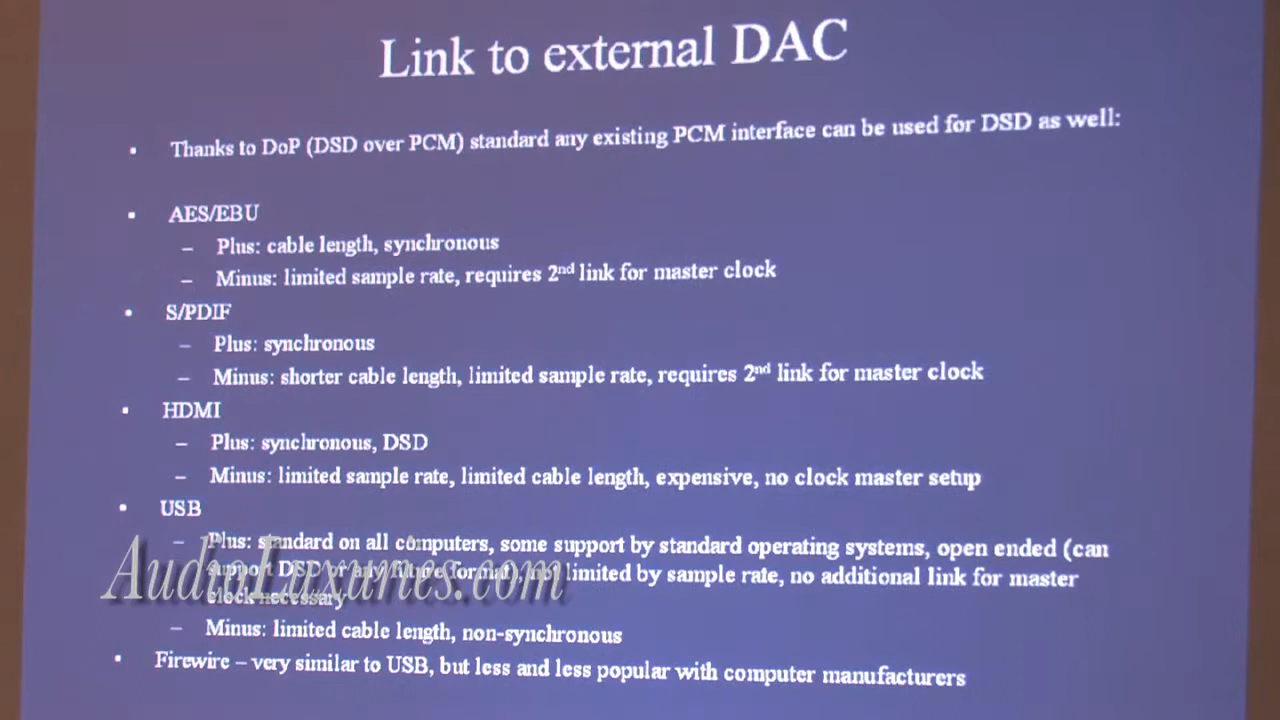 Link to external DAC
• Thanks to DoP (DSD over PCM) standard any existing PCM interface can be used for DSD as well:
• AES/EBU
– Plus: cable length, synchronous
– Minus: limited sample rate, requires 2nd link for master clock
• S/PDIF
– Plus: synchronous
– Minus: shorter cable length, limited sample rate, requires 2nd link for master clock
• HDMI
– Plus: synchronous, DSD
– Minus: limited sample rate, limited cable length, expensive, no clock master setup
• USB
– Plus: standard on all computers, some support by standard operating systems, open ended (can
support DSD or any future format), not limited by sample rate, no additional link for master
clock necessary
AudioLuxuries.com
– Minus: limited cable length, non-synchronous
• Firewire – very similar to USB, but less and less popular with computer manufacturers